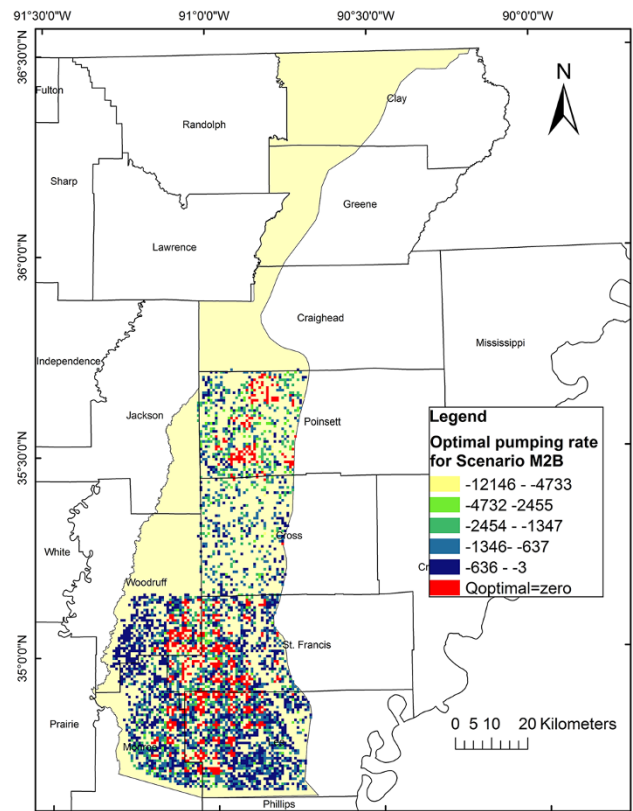 91°30'0"W 91°0'0"W 90°30'0"W 90°0'0"W
36°30'0"N
36°0'0"N
35°30'0"N
35°0'0"N
N
Fulton
Clay
Randolph
Sharp
Greene
Lawrence
Craighead
Mississippi
Independence
Jackson
Poinsett
Legend
Optimal pumping rate
for Scenario M2B
-12146 - -4733
-4732 -2455
-2454 - -1347
-1346- -637
-636 - -3
Qoptimal=zero
Cross
White
Woodruff
St. Francis
Prairie
Monroe
0 5 10 20 Kilometers
Phillips